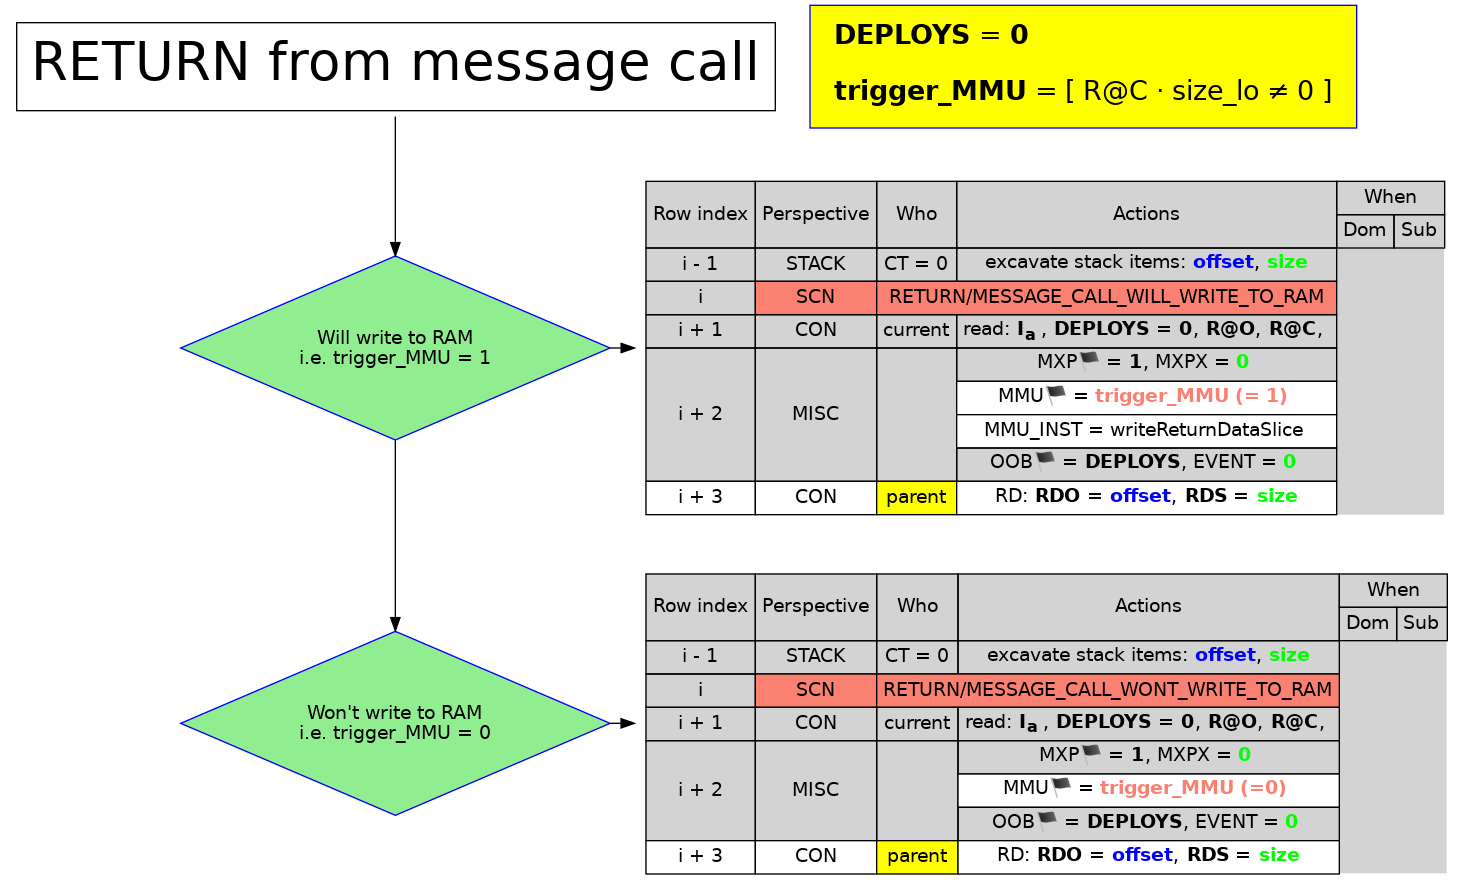 RETURN from message call
DEPLOYS = 0
trigger_MMU = [ R@C · size_lo ≠ 0 ]
Will write to RAM
i.e. trigger_MMU = 1
Row index Perspective Who Actions When
Dom Sub
i - 1 STACK CT = 0 excavate stack items: offset, size
i SCN RETURN/MESSAGE_CALL_WILL_WRITE_TO_RAM
i + 1 CON current read: Iₐ , DEPLOYS = 0, R@O, R@C,
i + 2 MISC
MXP🏴 = 1, MXPX = 0
MMU🏴 = trigger_MMU (= 1)
MMU_INST = writeReturnDataSlice
OOB🏴 = DEPLOYS, EVENT = 0
i + 3 CON parent RD: RDO = offset, RDS = size
Won't write to RAM
i.e. trigger_MMU = 0
Row index Perspective Who Actions When
Dom Sub
i - 1 STACK CT = 0 excavate stack items: offset, size
i SCN RETURN/MESSAGE_CALL_WONT_WRITE_TO_RAM
i + 1 CON current read: Iₐ , DEPLOYS = 0, R@O, R@C,
i + 2 MISC
MXP🏴 = 1, MXPX = 0
MMU🏴 = trigger_MMU (=0)
OOB🏴 = DEPLOYS, EVENT = 0
i + 3 CON parent RD: RDO = offset, RDS = size